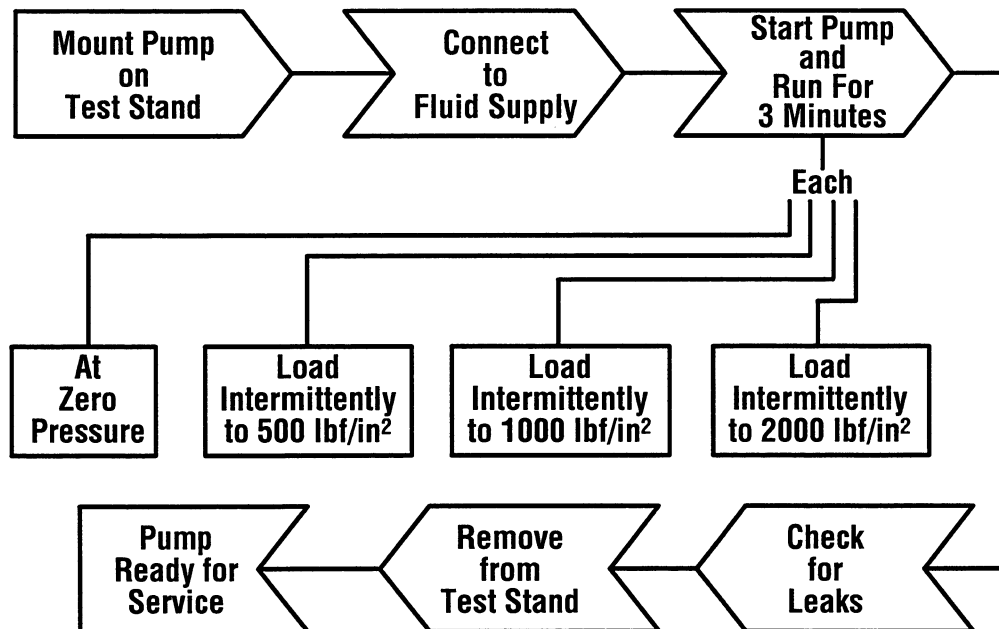 Mount Pump
on
Test Stand
Connect
to
Fluid Supply
Start Pump
and
Run For
3 Minutes
Each
At
Zero
Pressure
Load
Intermittently
to 500 lbf/in²
Load
Intermittently
to 1000 lbf/in²
Load
Intermittently
to 2000 lbf/in²
Check
for
Leaks
Remove
from
Test Stand
Pump
Ready for
Service